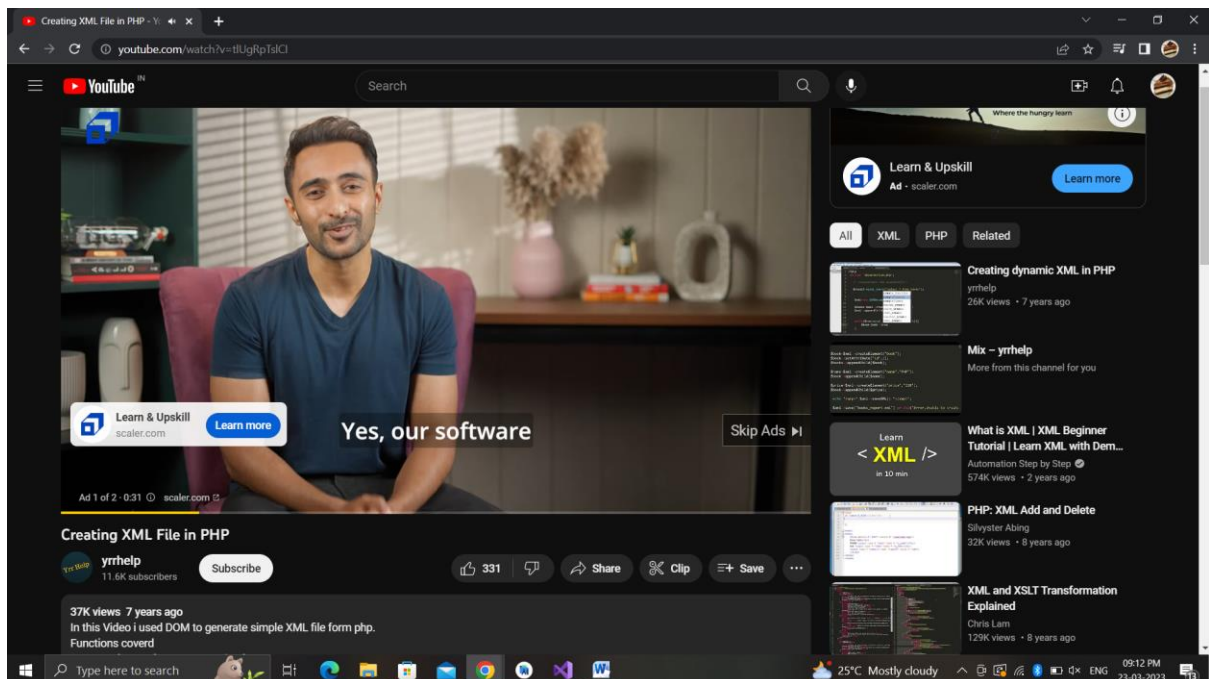 Creating XML File in PHP - Y
youtube.com/watch?v=tlUgRpTslCI
YouTube IN
Search
Where the hungry learn
Learn & Upskill
Ad • scaler.com
Learn more
All XML PHP Related
Creating dynamic XML in PHP
yrrhelp
26K views • 7 years ago
Mix – yrrhelp
More from this channel for you
Learn
< XML />
in 10 min
What is XML | XML Beginner
Tutorial | Learn XML with Dem...
Automation Step by Step
574K views • 2 years ago
PHP: XML Add and Delete
Silvyster Abing
32K views • 8 years ago
XML and XSLT Transformation
Explained
Chris Lam
129K views • 8 years ago
Learn & Upskill
scaler.com
Learn more
Yes, our software
Skip Ads
Ad 1 of 2 · 0:31 scaler.com
Creating XML File in PHP
Yrr Help
yrrhelp
11.6K subscribers
Subscribe
331 Share Clip Save
37K views 7 years ago
In this Video i used DOM to generate simple XML file form php.
Functions coverd
Type here to search
25°C Mostly cloudy
ENG
09:12 PM
23-03-2023